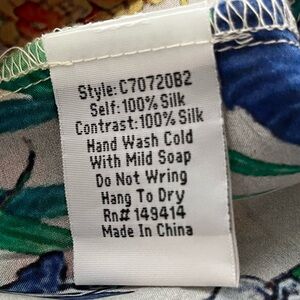 Style: C70720B2
Self: 100% Silk
Contrast: 100% Silk
Hand Wash Cold
With Mild Soap
Do Not Wring
Hang To Dry
Rn# 149414
Made In China